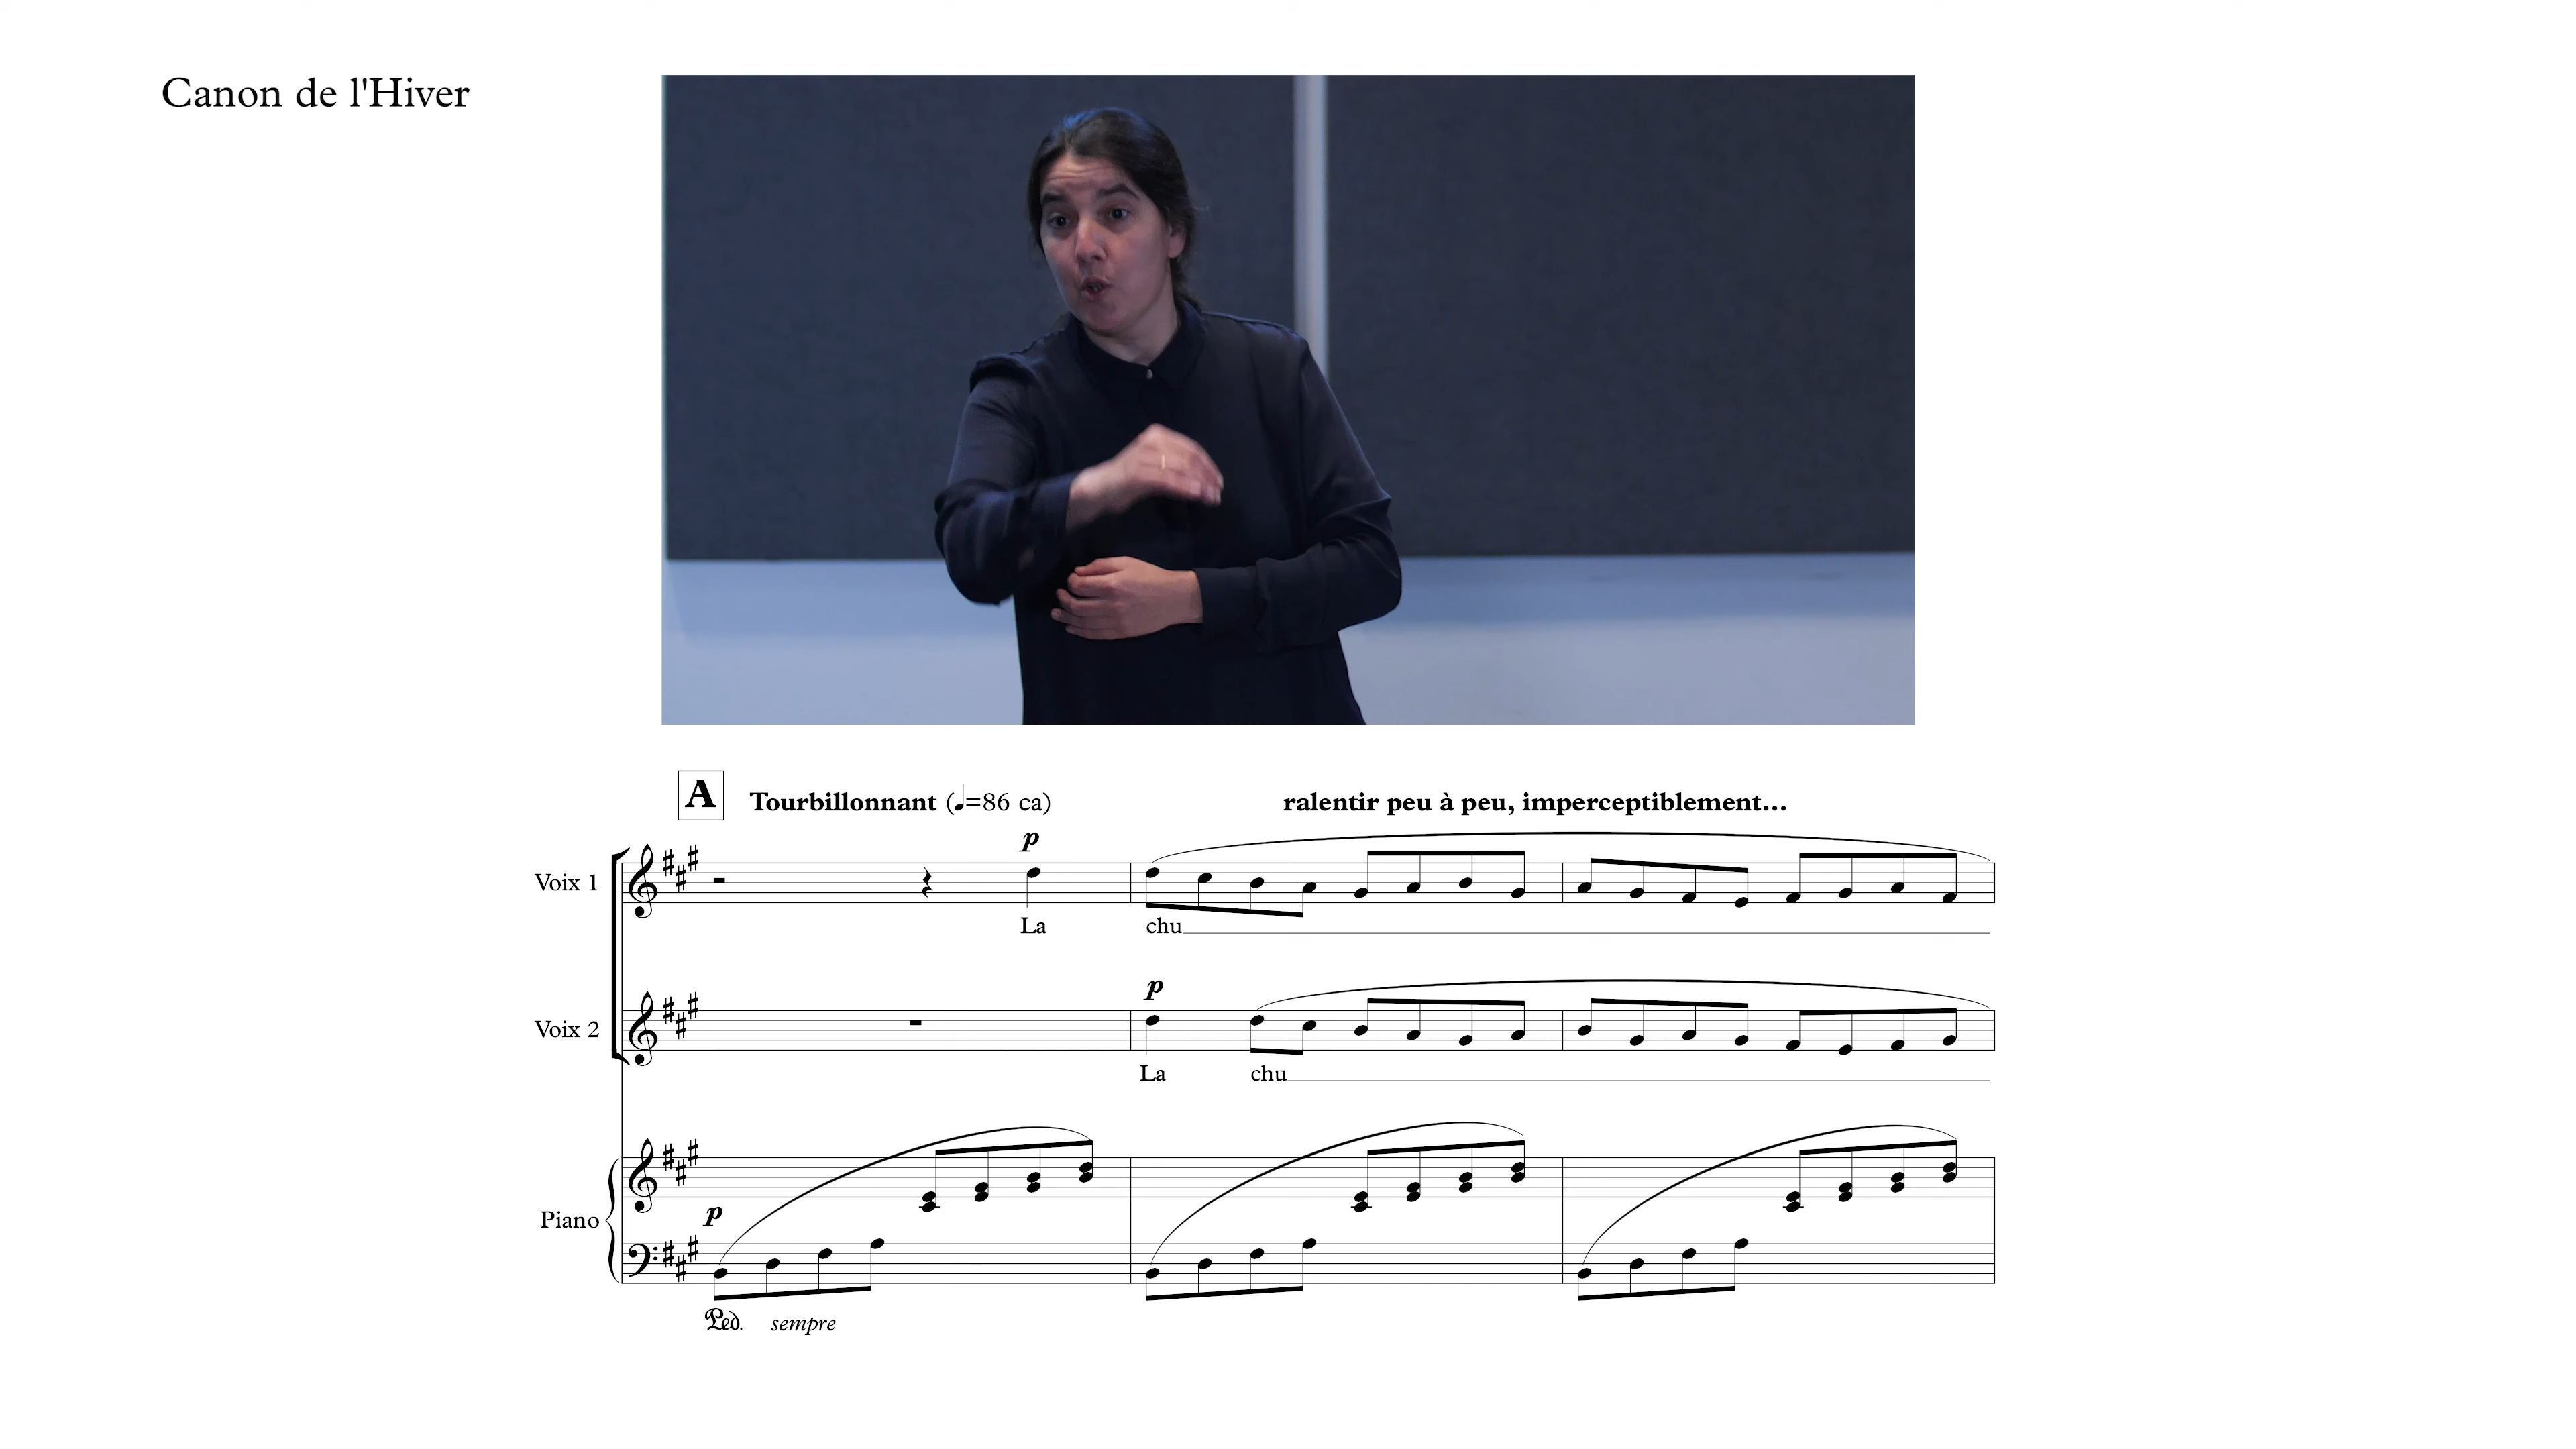 Canon de l'Hiver
A Tourbillonnant (♩=86 ca) ralentir peu à peu, imperceptiblement...
p
Voix 1
La chu
p
Voix 2
La chu
Piano
p
Ped. sempre